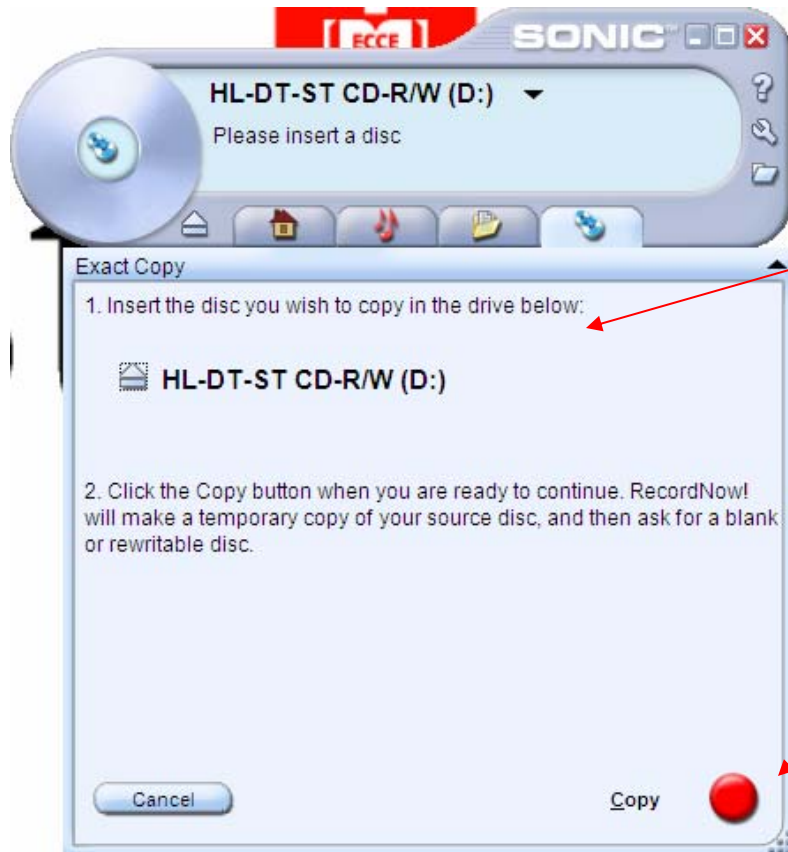 ECCE
SONIC
HL-DT-ST CD-R/W (D:)
Please insert a disc
Exact Copy
1. Insert the disc you wish to copy in the drive below:
HL-DT-ST CD-R/W (D:)
2. Click the Copy button when you are ready to continue. RecordNow!
will make a temporary copy of your source disc, and then ask for a blank
or rewritable disc.
Cancel
Copy